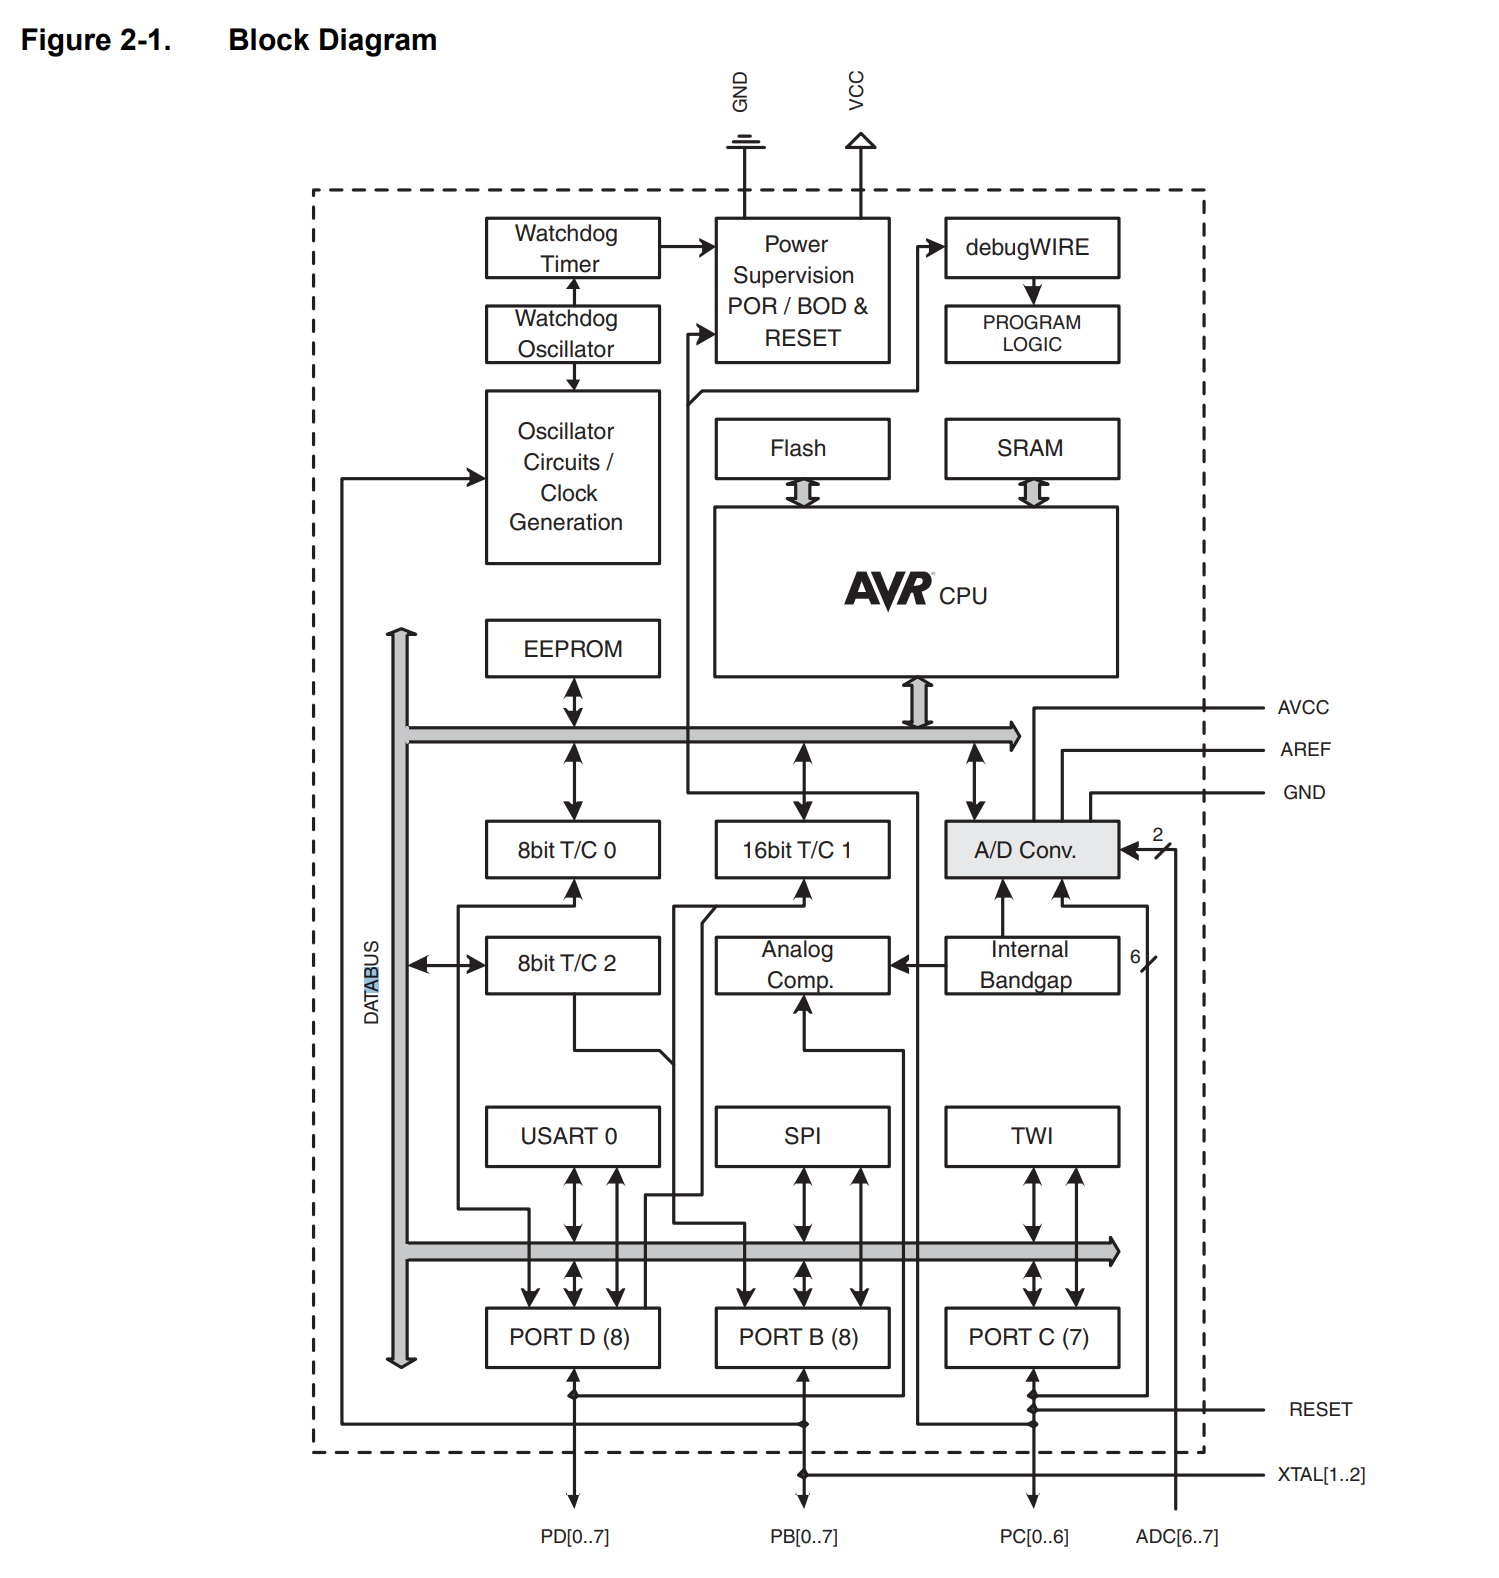 Figure 2-1. Block Diagram
GND
VCC
Watchdog
Timer
Power
Supervision
POR / BOD &
RESET
debugWIRE
Watchdog
Oscillator
PROGRAM
LOGIC
Oscillator
Circuits /
Clock
Generation
Flash
SRAM
AVR CPU
EEPROM
AVCC
AREF
GND
8bit T/C 0
16bit T/C 1
A/D Conv.
2
DATABUS
8bit T/C 2
Analog
Comp.
Internal
Bandgap
6
USART 0
SPI
TWI
PORT D (8)
PORT B (8)
PORT C (7)
RESET
XTAL[1..2]
PD[0..7]
PB[0..7]
PC[0..6]
ADC[6..7]